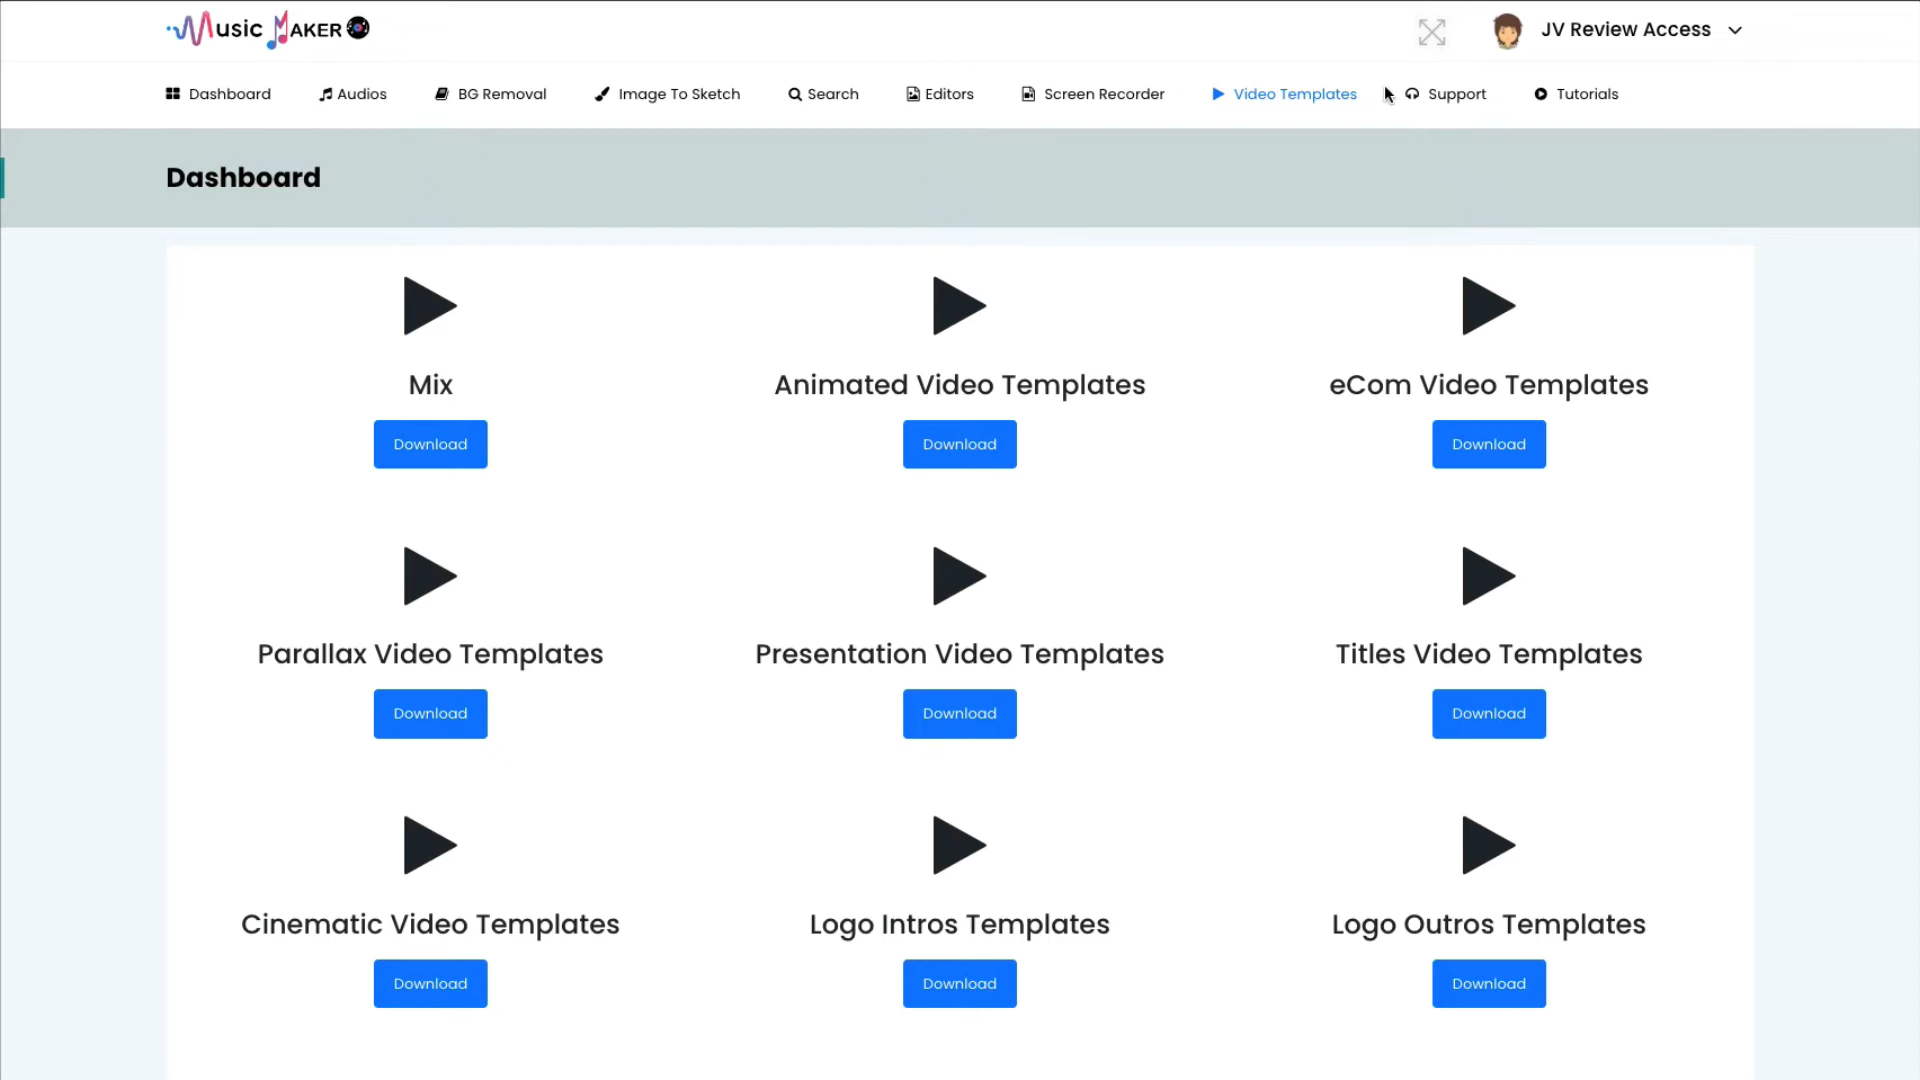 Music Maker
JV Review Access
Dashboard Audios BG Removal Image To Sketch Search Editors Screen Recorder Video Templates Support Tutorials
Dashboard
Mix Animated Video Templates eCom Video Templates
Download Download Download
Parallax Video Templates Presentation Video Templates Titles Video Templates
Download Download Download
Cinematic Video Templates Logo Intros Templates Logo Outros Templates
Download Download Download